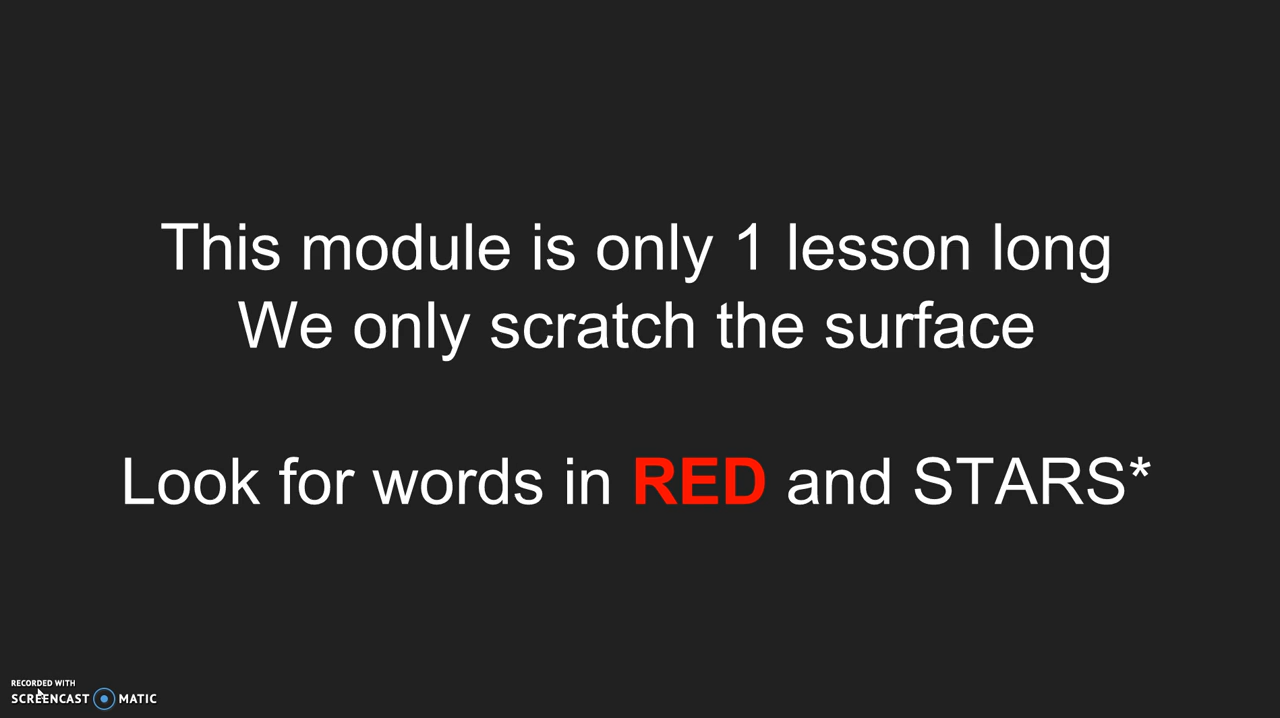 This module is only 1 lesson long
We only scratch the surface
Look for words in RED and STARS*
RECORDED WITH
SCREENCAST MATIC